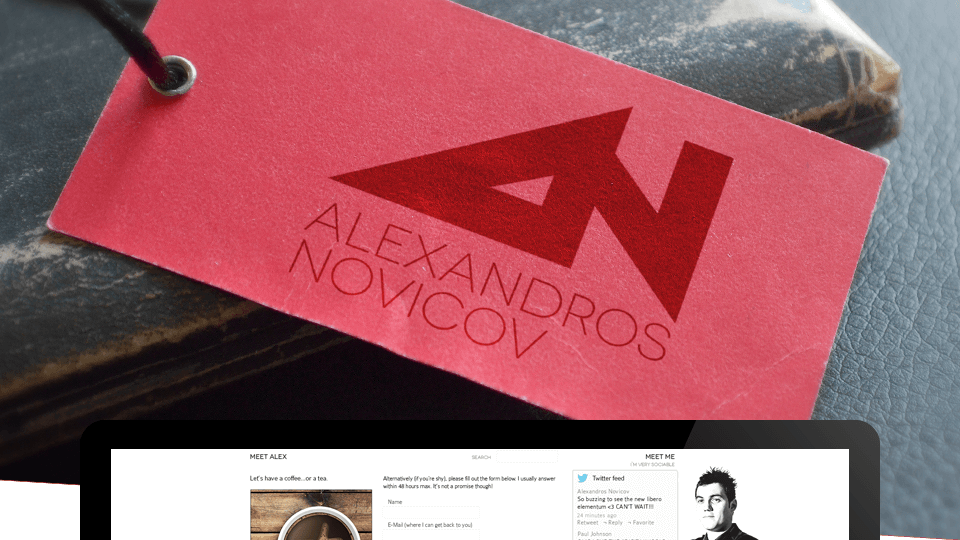 ALEXANDROS
NOVICOV
MEET ALEX
SEARCH
MEET ME
I'M VERY SOCIABLE
Let's have a coffee...or a tea.
Alternatively (if you're shy), please fill out the form below. I usually answer
within 48 hours max. It's not a promise though!
Name
E-Mail (where I can get back to you)
Twitter feed
Alexandros Novicov
So buzzing to see the new libero
elementum <3 CAN'T WAIT!!!
24 minutes ago
Retweet ¬ Reply ¬ Favorite
Paul Johnson